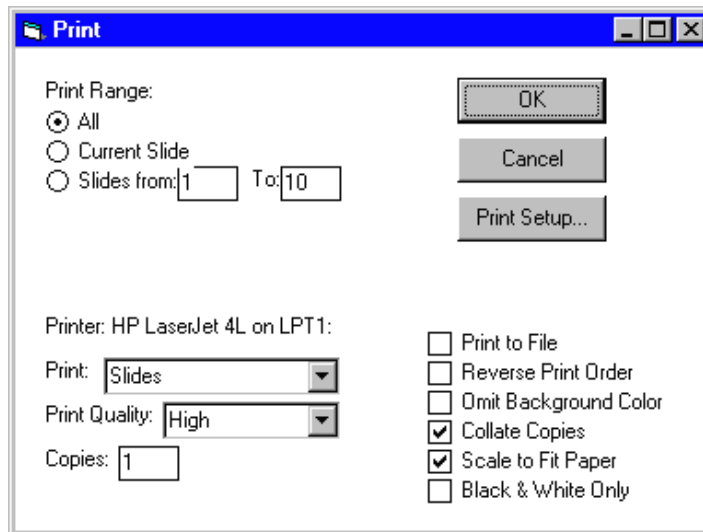 Print
Print Range:
All
Current Slide
Slides from: 1 To: 10
OK
Cancel
Print Setup...
Printer: HP LaserJet 4L on LPT1:
Print: Slides
Print Quality: High
Copies: 1
Print to File
Reverse Print Order
Omit Background Color
Collate Copies
Scale to Fit Paper
Black & White Only